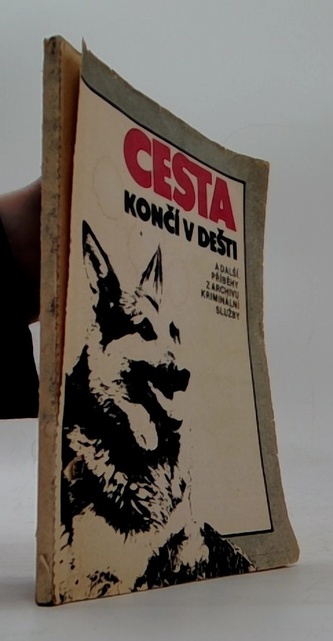 CESTA
KONČÍ V DEŠTI
A DALŠÍ
PŘÍBĚHY
Z ARCHIVU
KRIMINÁLNÍ
SLUŽBY